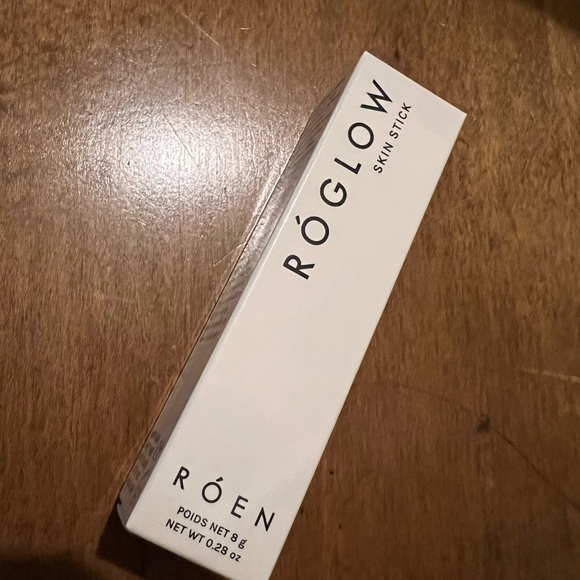 RÓGLOW
SKIN STICK
RÓEN
POIDS NET 8 g
NET WT 0.28 oz